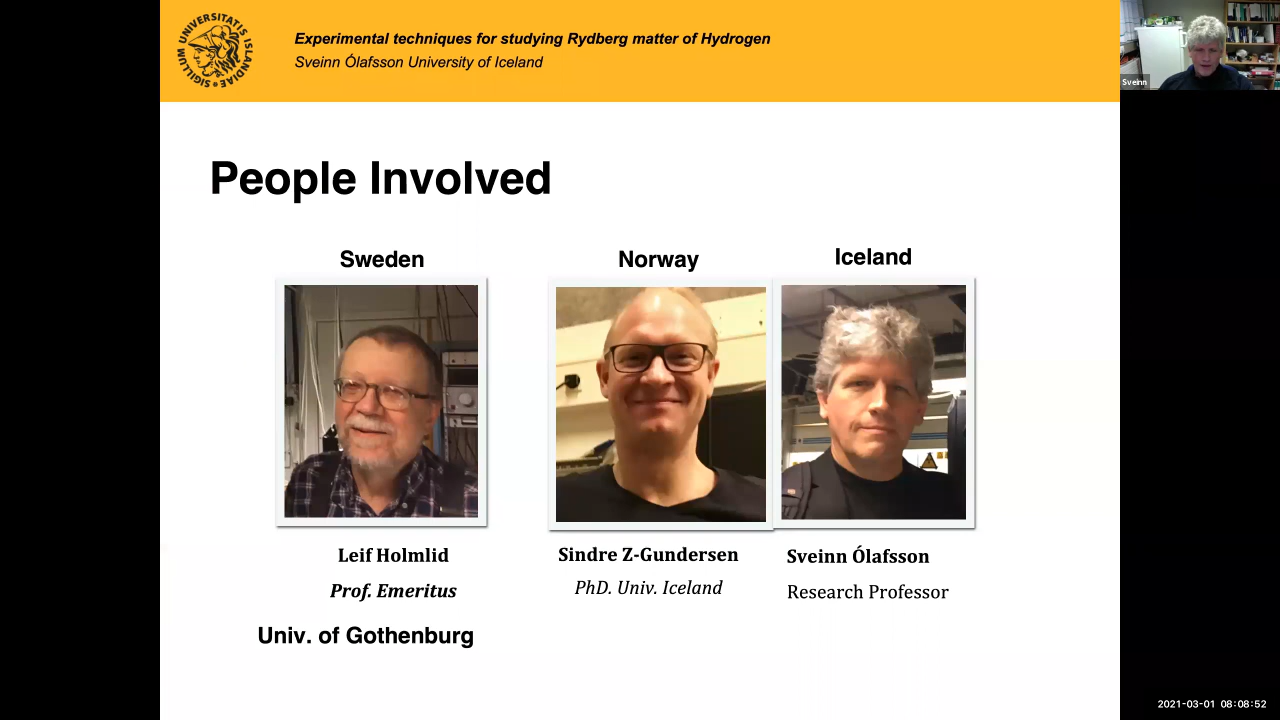 SIGILLUM UNIVERSITATIS ISLANDIAE
Experimental techniques for studying Rydberg matter of Hydrogen
Sveinn Ólafsson University of Iceland
Sveinn
People Involved
Sweden
Norway
Iceland
Leif Holmlid
Sindre Z-Gundersen
Sveinn Ólafsson
Prof. Emeritus
PhD. Univ. Iceland
Research Professor
Univ. of Gothenburg
2021-03-01 08:08:52